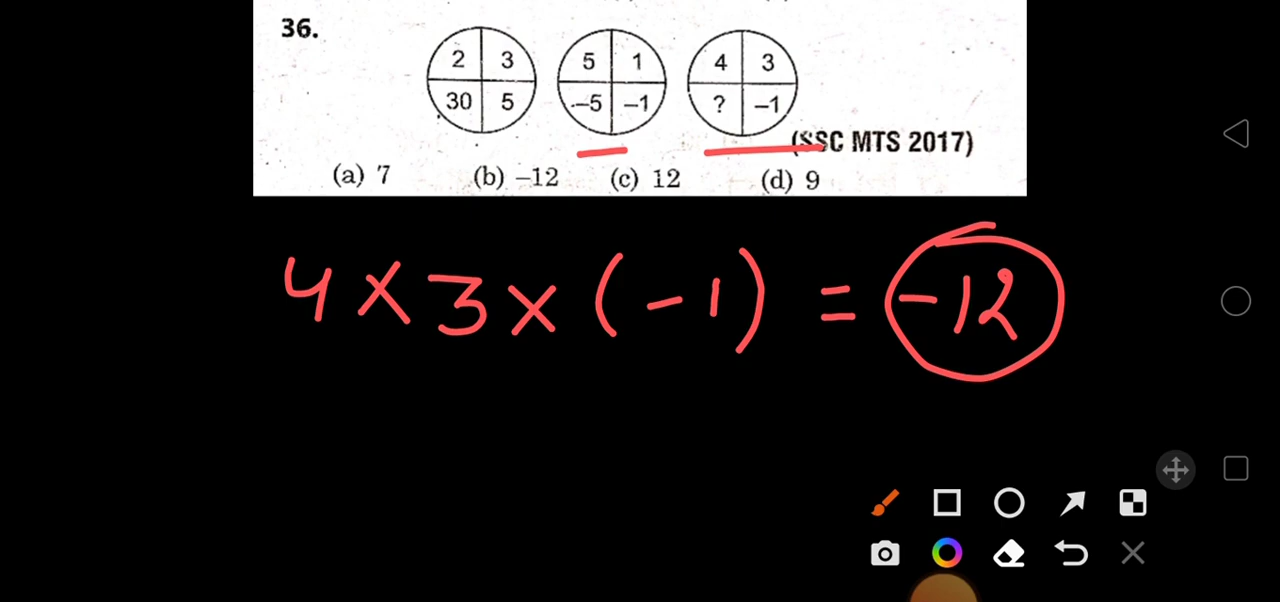 36.
2 3 5 1 4 3
30 5 –5 –1 ? –1
(SSC MTS 2017)
(a) 7 (b) –12 (c) 12 (d) 9
4 × 3 × (-1) = -12